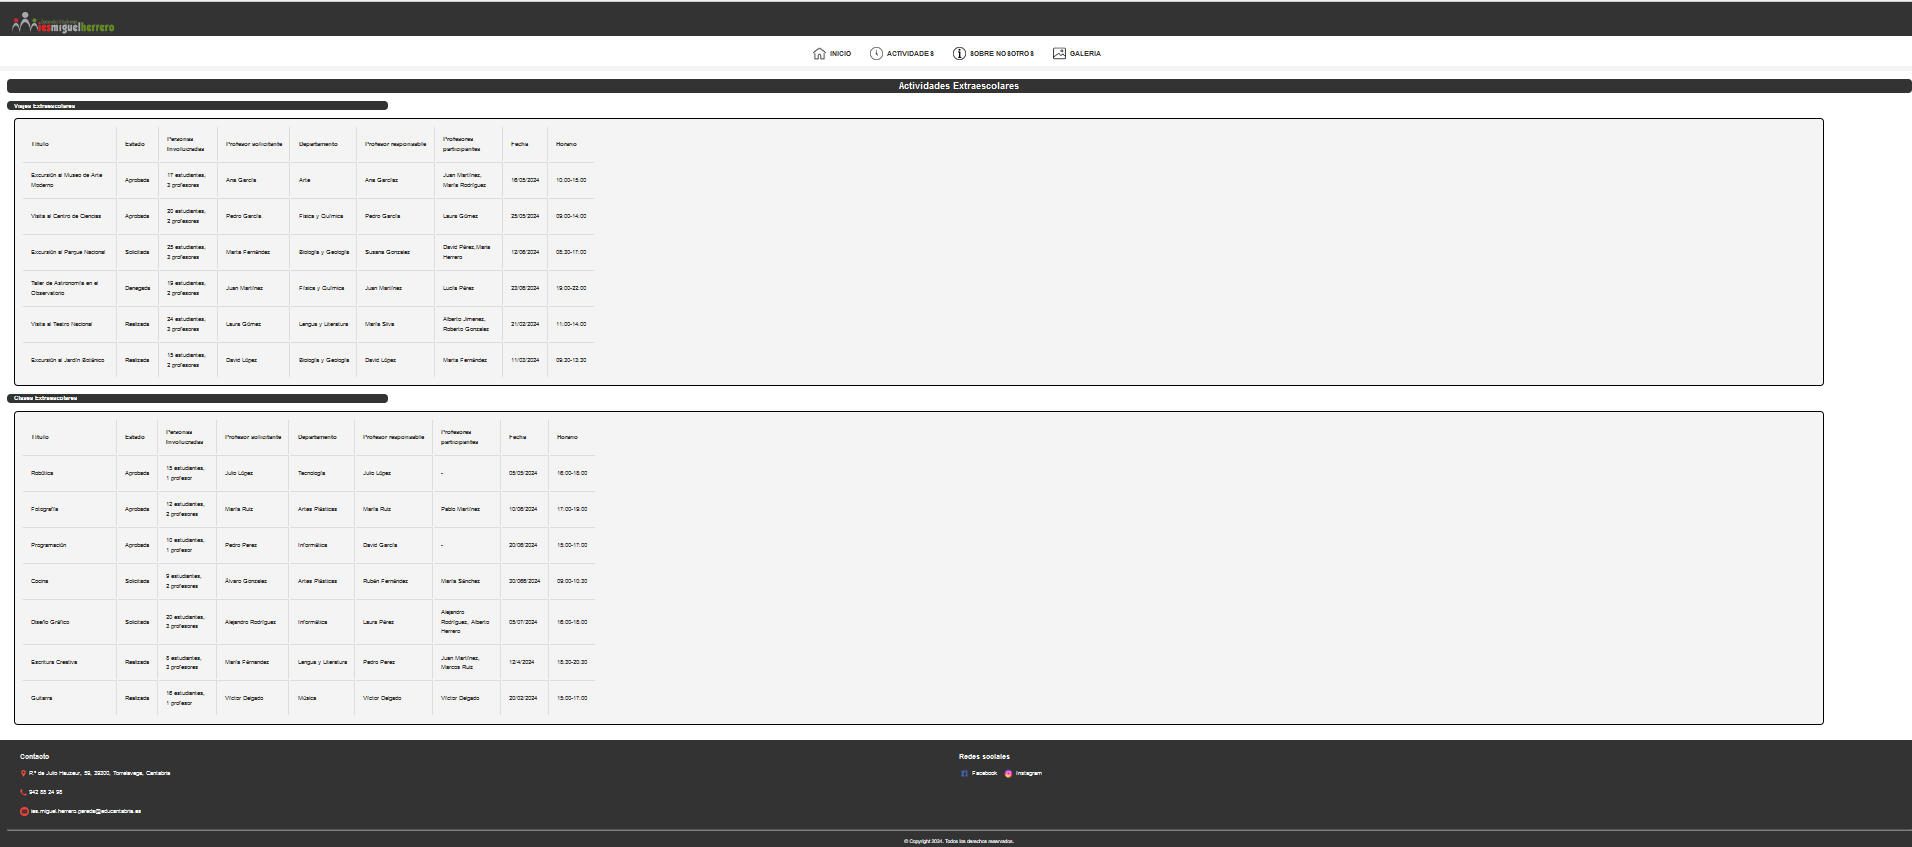 iesmiguelherrero
INICIO ACTIVIDADES SOBRE NOSOTROS GALERIA
Actividades Extraescolares
Viajes Extraescolares
Título Estado Personas involucradas Profesor solicitante Departamento Profesor responsable Profesores participantes Fecha Horario
Excursión al Museo de Arte Moderno Aprobada 17 estudiantes, 3 profesores Ana García Arte Ana Garcíaz Juan Martínez, María Rodríguez 16/05/2024 10:00-15:00
Visita al Centro de Ciencias Aprobada 20 estudiantes, 2 profesores Pedro García Física y Química Pedro García Laura Gómez 25/05/2024 09:00-14:00
Excursión al Parque Nacional Solicitada 25 estudiantes, 3 profesores Marta Fernández Biología y Geología Susana Gonzalez David Pérez,Maria Herrero 12/06/2024 08:30-17:00
Taller de Astronomía en el Observatorio Denegada 19 estudiantes, 2 profesores Juan Martínez Física y Química Juan Martínez Lucía Pérez 23/06/2024 19:00-22:00
Visita al Teatro Nacional Realizada 24 estudiantes, 3 profesores Laura Gómez Lengua y Literatura María Silva Alberto Jimenez, Roberto Gonzalez 21/02/2024 11:00-14:00
Excursión al Jardín Botánico Realizada 15 estudiantes, 2 profesores David López Biología y Geología David López Marta Fernández 11/03/2024 09:30-13:30
Clases Extraescolares
Título Estado Personas involucradas Profesor solicitante Departamento Profesor responsable Profesores participantes Fecha Horario
Robótica Aprobada 15 estudiantes, 1 profesor Julio López Tecnología Julio López - 05/05/2024 16:00-18:00
Fotografía Aprobada 12 estudiantes, 2 profesores María Ruiz Artes Plásticas María Ruiz Pablo Martínez 10/06/2024 17:00-19:00
Programación Aprobada 10 estudiantes, 1 profesor Pedro Perez Informática David García - 20/06/2024 15:00-17:00
Cocina Solicitada 9 estudiantes, 2 profesores Álvaro Gonzalez Artes Plásticas Rubén Fernández María Sánchez 30/066/2024 09:00-10:30
Diseño Gráfico Solicitada 20 estudiantes, 3 profesores Alejandro Rodríguez Informática Laura Pérez Alejandro Rodríguez, Alberto Herrero 05/07/2024 16:00-18:00
Escritura Creativa Realizada 8 estudiantes, 3 profesores María Férnandez Lengua y Literatura Pedro Perez Juan Martínez, Marcos Ruiz 12/4/2024 18:30-20:30
Guitarra Realizada 16 estudiantes, 1 profesor Víctor Delgado Música Víctor Delgado Víctor Delgado 20/02/2024 15:00-17:00
Contacto Redes sociales
P.º de Julio Hauzeur, 59, 39300, Torrelavega, Cantabria Facebook Instagram
942 88 24 98
ies.miguel.herrero.pereda@educantabria.es
© Copyright 2024. Todos los derechos reservados.